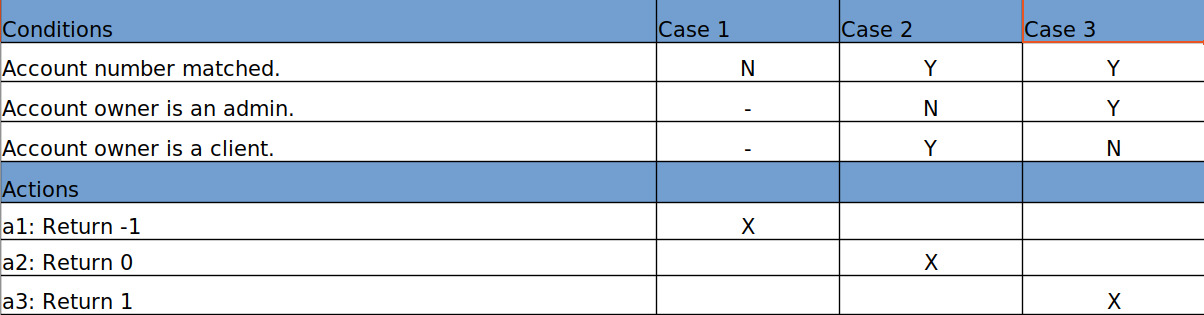 Conditions Case 1 Case 2 Case 3
Account number matched. N Y Y
Account owner is an admin. - N Y
Account owner is a client. - Y N
Actions
a1: Return -1 X
a2: Return 0 X
a3: Return 1 X